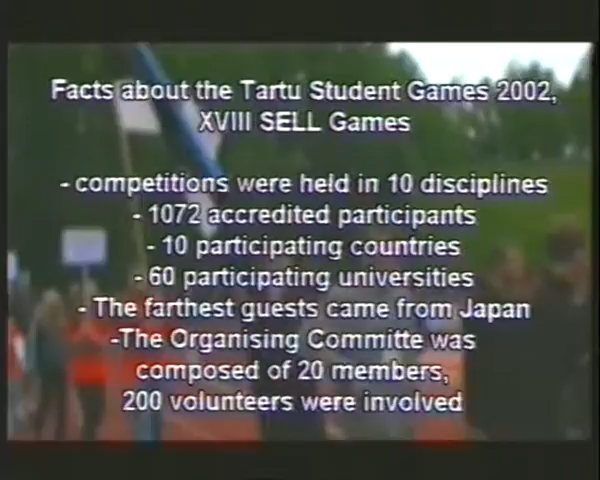 Facts about the Tartu Student Games 2002,
XVIII SELL Games
- competitions were held in 10 disciplines
- 1072 accredited participants
- 10 participating countries
- 60 participating universities
- The farthest guests came from Japan
-The Organising Committe was
composed of 20 members,
200 volunteers were involved